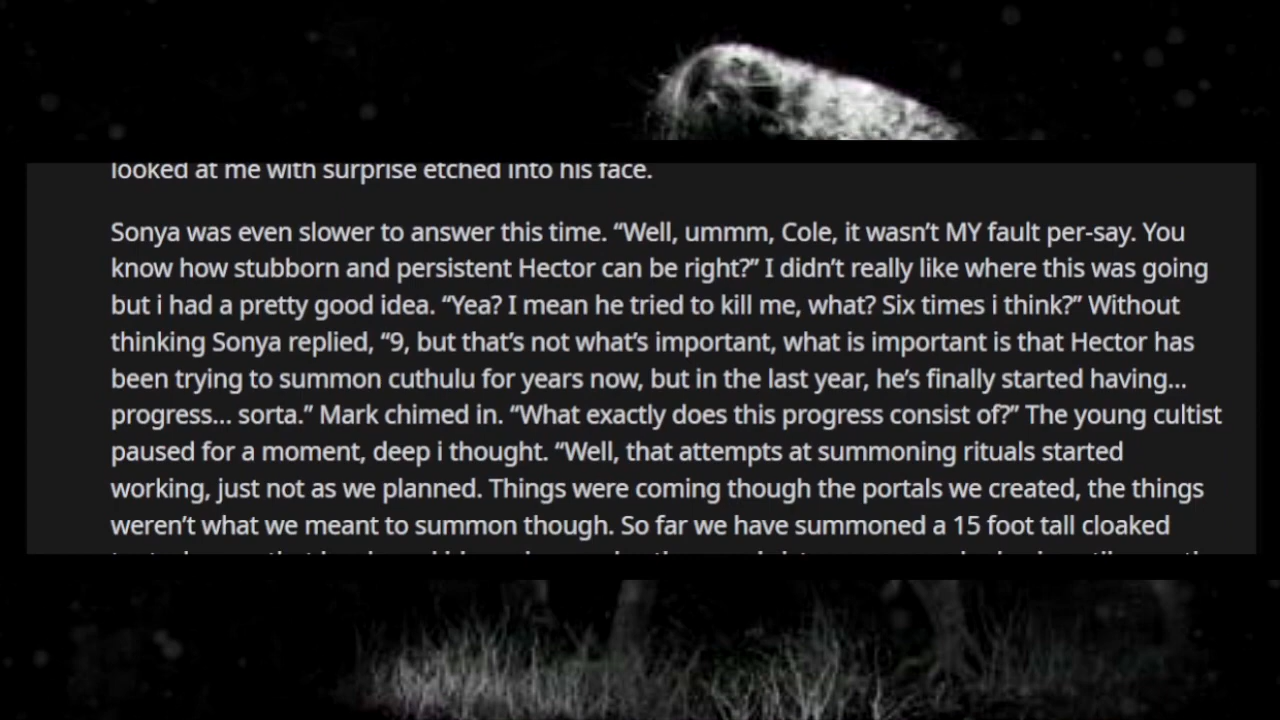 looked at me with surprise etched into his face.
Sonya was even slower to answer this time. “Well, ummm, Cole, it wasn’t MY fault per-say. You
know how stubborn and persistent Hector can be right?” I didn’t really like where this was going
but i had a pretty good idea. “Yea? I mean he tried to kill me, what? Six times i think?” Without
thinking Sonya replied, “9, but that’s not what’s important, what is important is that Hector has
been trying to summon cuthulu for years now, but in the last year, he’s finally started having...
progress... sorta.” Mark chimed in. “What exactly does this progress consist of?” The young cultist
paused for a moment, deep i thought. “Well, that attempts at summoning rituals started
working, just not as we planned. Things were coming though the portals we created, the things
weren’t what we meant to summon though. So far we have summoned a 15 foot tall cloaked